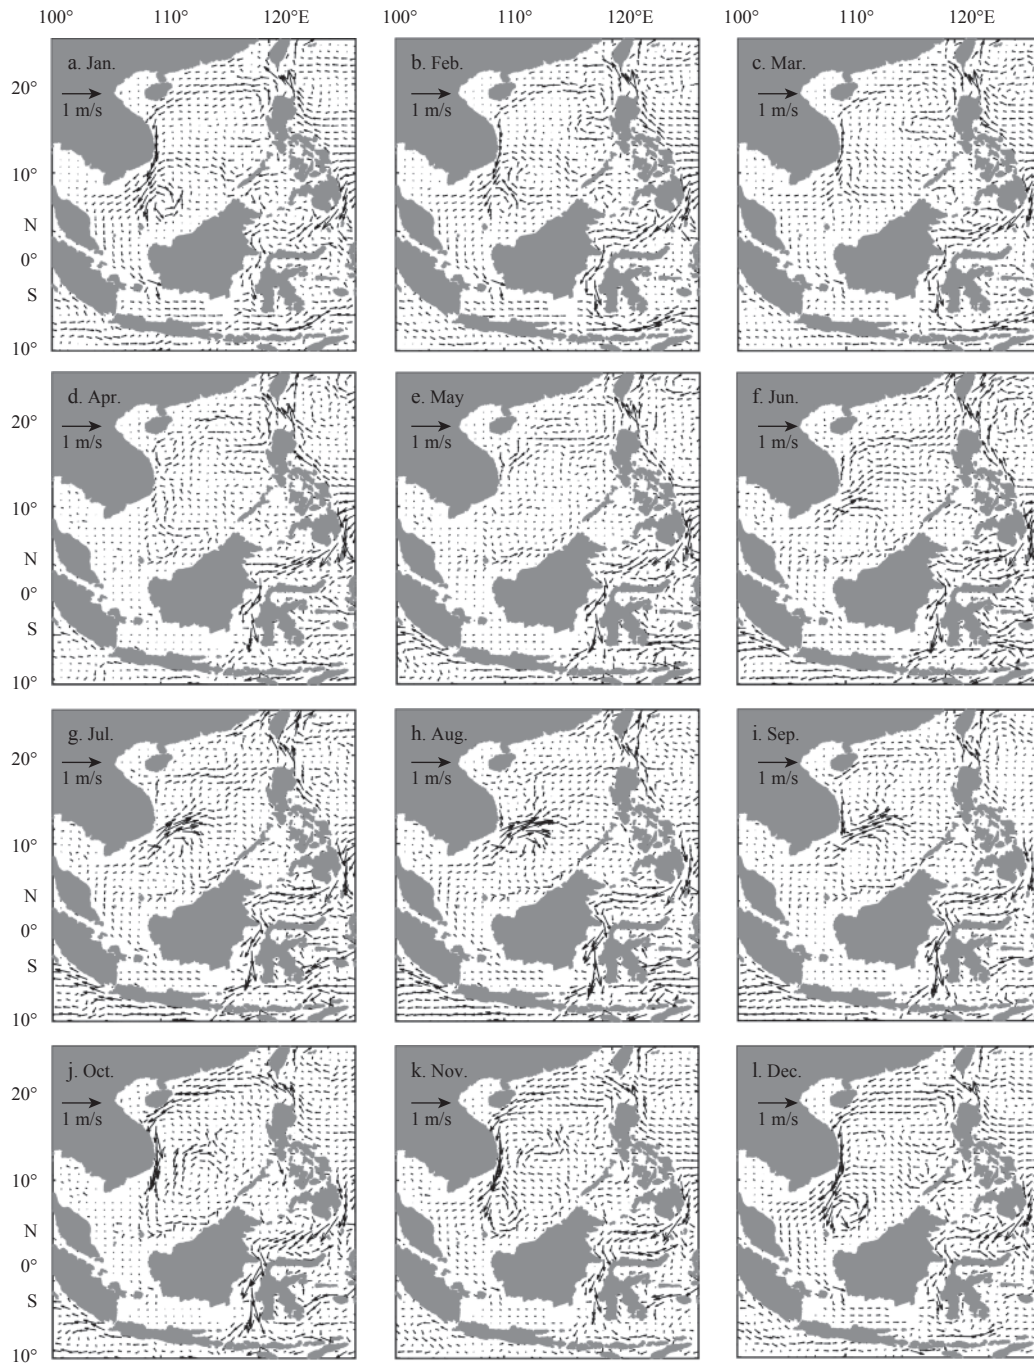 100° 110° 120°E 100° 110° 120°E 100° 110° 120°E
a. Jan. b. Feb. c. Mar.
20°
1 m/s 1 m/s 1 m/s
10°
N
0°
S
10°
d. Apr. e. May f. Jun.
20°
1 m/s 1 m/s 1 m/s
10°
N
0°
S
10°
g. Jul. h. Aug. i. Sep.
20°
1 m/s 1 m/s 1 m/s
10°
N
0°
S
10°
j. Oct. k. Nov. l. Dec.
20°
1 m/s 1 m/s 1 m/s
10°
N
0°
S
10°